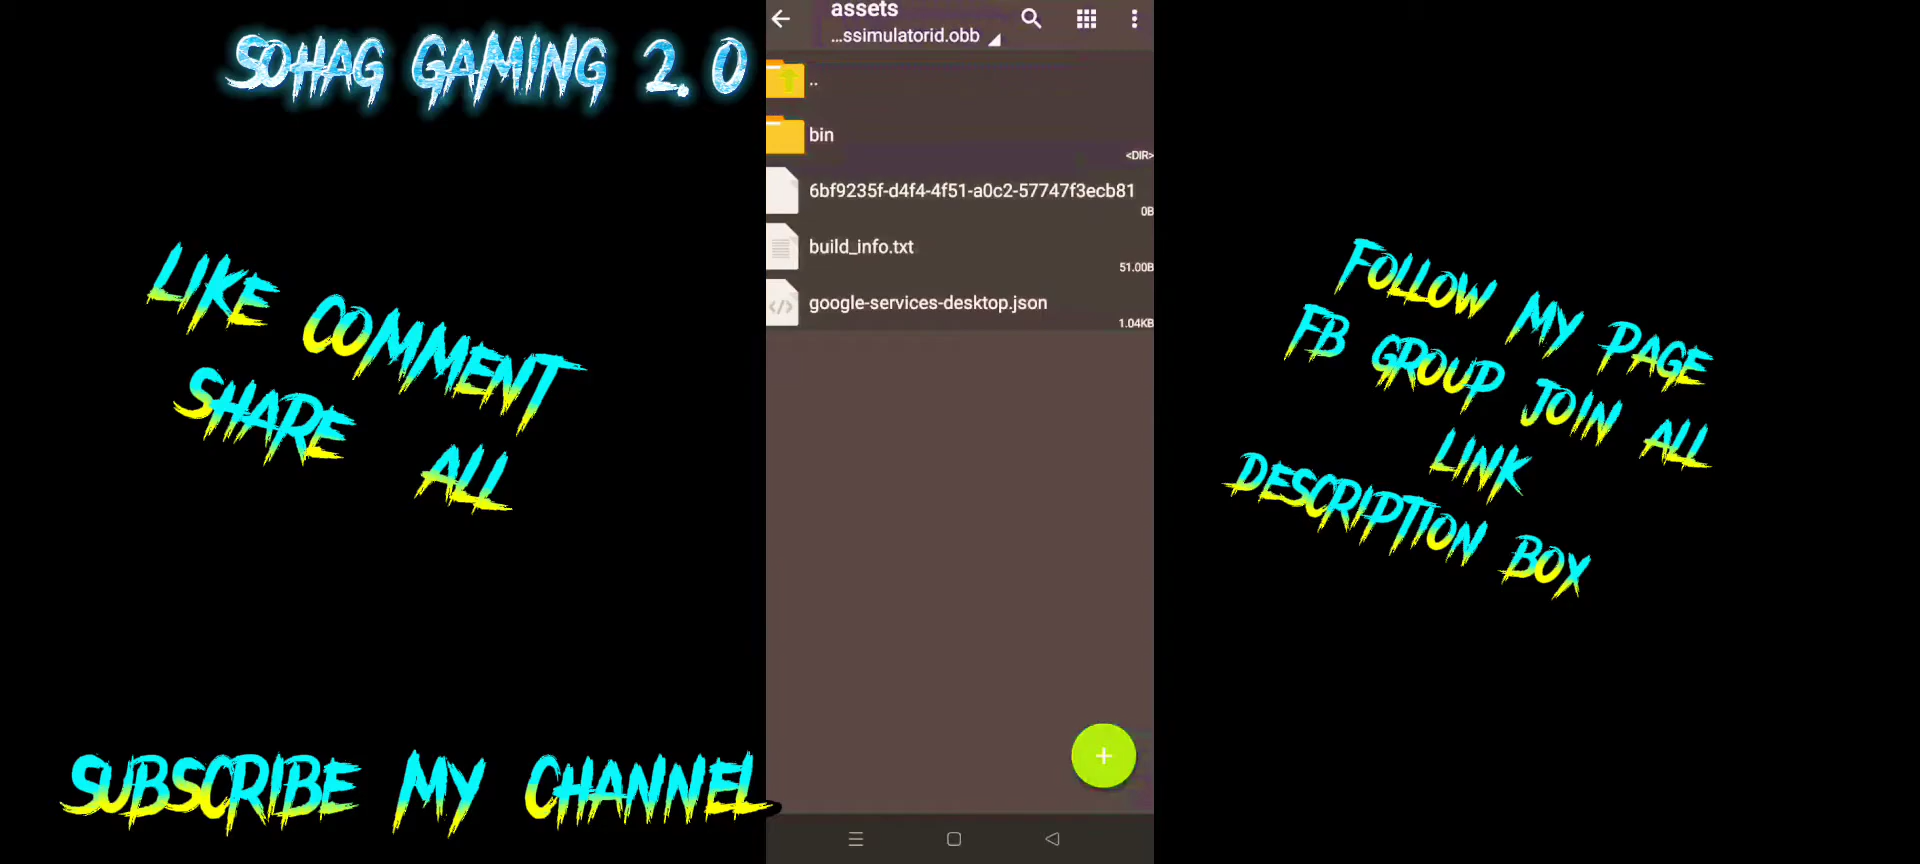 SOHAG GAMING 2.0
LIKE COMMENT
SHARE ALL
SUBSCRIBE MY CHANNEL
assets
...ssimulatorid.obb
..
bin
<DIR>
6bf9235f-d4f4-4f51-a0c2-57747f3ecb81
0B
build_info.txt
51.00B
google-services-desktop.json
1.04KB
FOLLOW MY PAGE
FB GROUP JOIN ALL
LINK
DESCRIPTION BOX